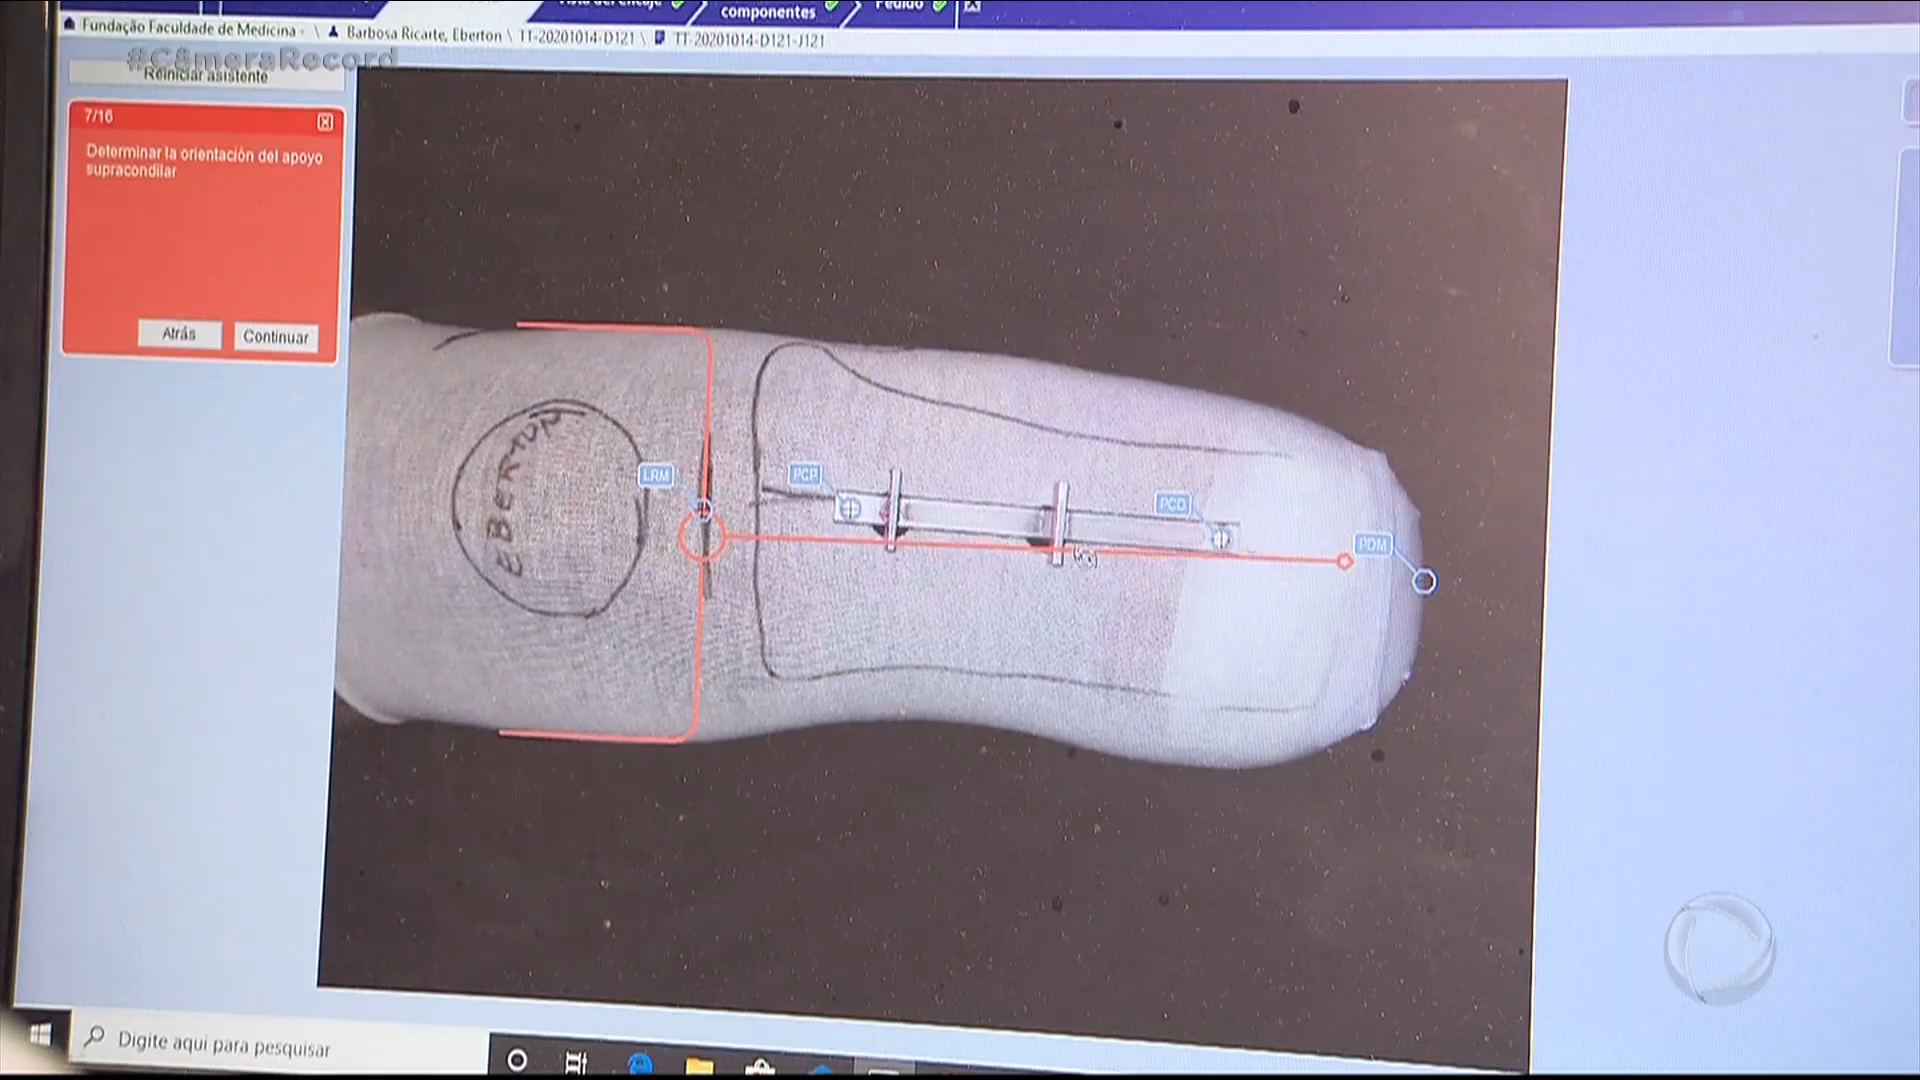 componentes
Pedido
Fundação Faculdade de Medicina - \ Barbosa Ricarte, Eberton \ TT-20201014-D121 \ TT-20201014-D121-J121
#CâmeraRecord
Reiniciar asistente
7/16
Determinar la orientación del apoyo
supracondilar
Atrás
Continuar
EBERTON
LRM
PCP
PCD
PDM
Digite aqui para pesquisar